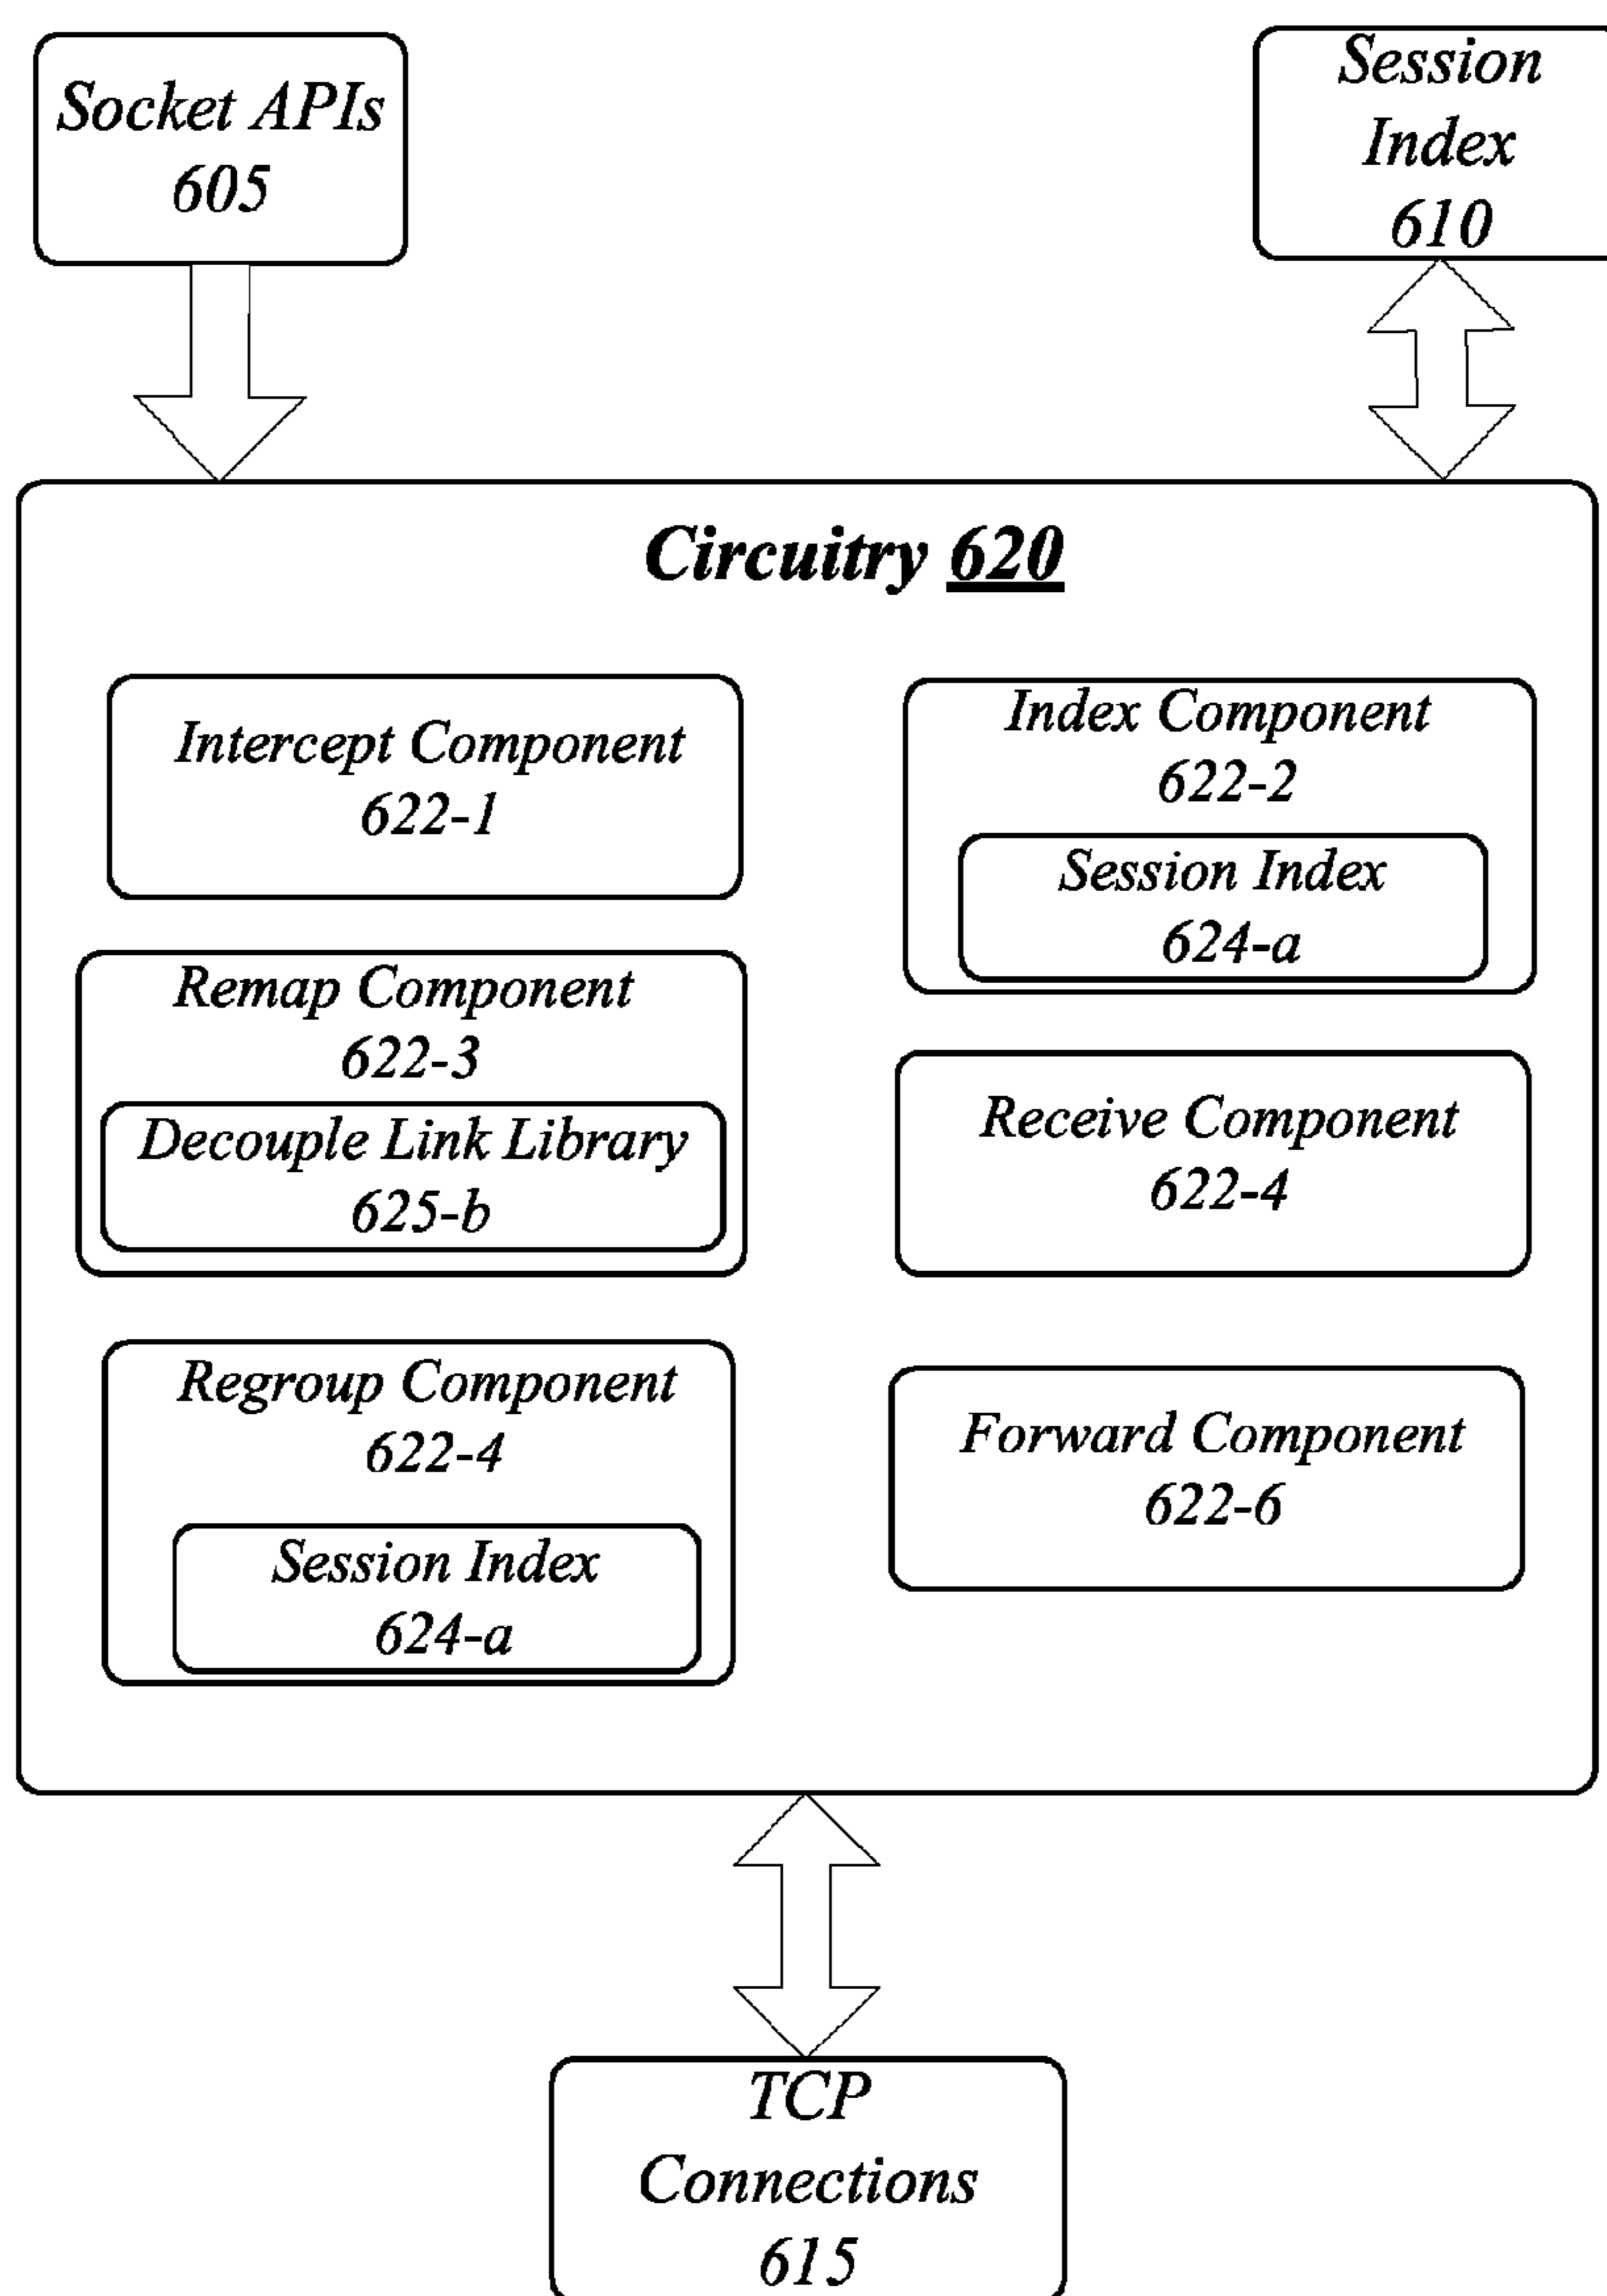 Socket APIs
605
Session
Index
610
Circuitry 620
Intercept Component
622-1
Index Component
622-2
Session Index
624-a
Remap Component
622-3
Decouple Link Library
625-b
Receive Component
622-4
Regroup Component
622-4
Session Index
624-a
Forward Component
622-6
TCP
Connections
615